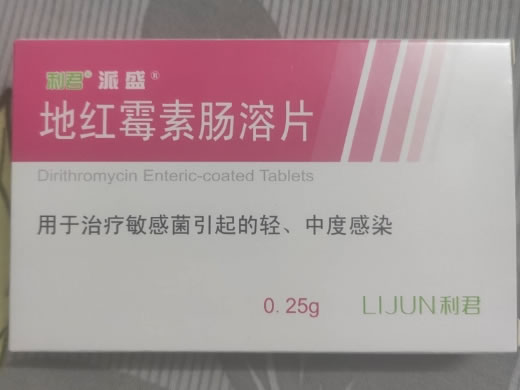 利君® 派盛®
地红霉素肠溶片
Dirithromycin Enteric-coated Tablets
用于治疗敏感菌引起的轻、中度感染
0.25g LIJUN利君